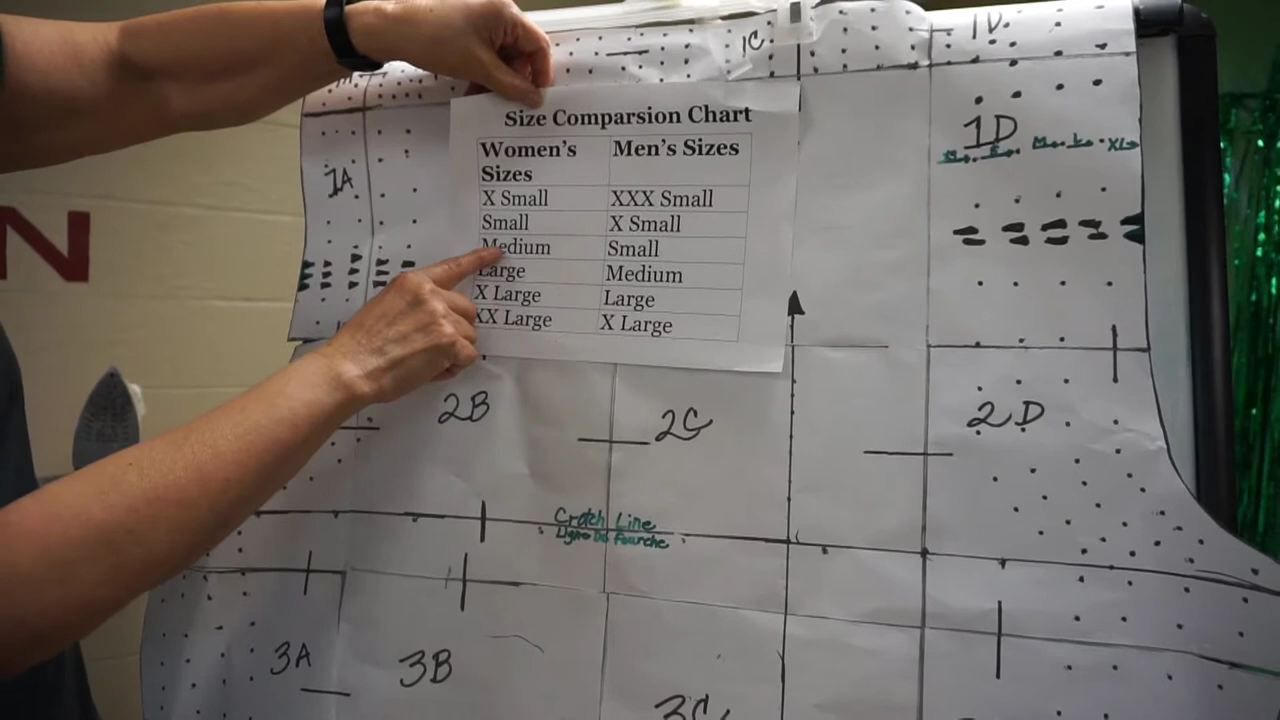 1C
1D
Size Comparsion Chart
Women's Sizes Men's Sizes
X Small XXX Small
Small X Small
Medium Small
Large Medium
X Large Large
XX Large X Large
1D
XL
1A
N
2B
2C
2D
Crotch Line
Ligne De Fourche
3A
3B
3C